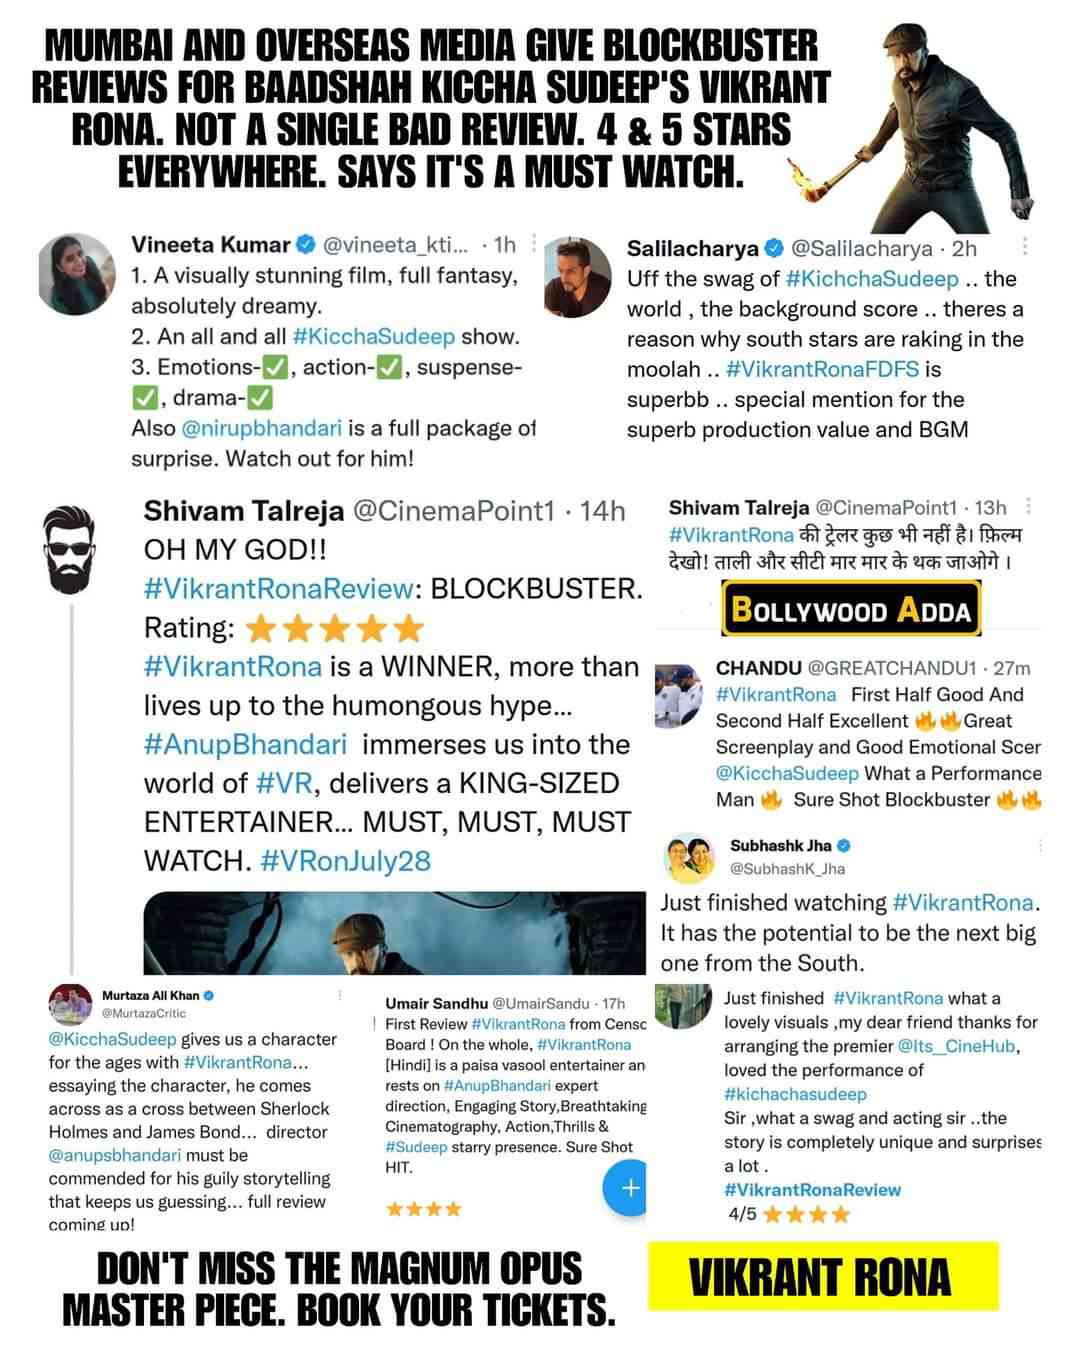 MUMBAI AND OVERSEAS MEDIA GIVE BLOCKBUSTER
REVIEWS FOR BAADSHAH KICCHA SUDEEP'S VIKRANT
RONA. NOT A SINGLE BAD REVIEW. 4 & 5 STARS
EVERYWHERE. SAYS IT'S A MUST WATCH.
Vineeta Kumar @vineeta_kti... · 1h
1. A visually stunning film, full fantasy,
absolutely dreamy.
2. An all and all #KicchaSudeep show.
3. Emotions-✅, action-✅, suspense-
✅, drama-✅
Also @nirupbhandari is a full package of
surprise. Watch out for him!
Salilacharya @Salilacharya · 2h
Uff the swag of #KichchaSudeep .. the
world , the background score .. theres a
reason why south stars are raking in the
moolah .. #VikrantRonaFDFS is
superbb .. special mention for the
superb production value and BGM
Shivam Talreja @CinemaPoint1 · 14h
OH MY GOD!!
#VikrantRonaReview: BLOCKBUSTER.
Rating: ⭐⭐⭐⭐⭐
#VikrantRona is a WINNER, more than
lives up to the humongous hype...
#AnupBhandari immerses us into the
world of #VR, delivers a KING-SIZED
ENTERTAINER... MUST, MUST, MUST
WATCH. #VRonJuly28
Shivam Talreja @CinemaPoint1 · 13h
#VikrantRona की ट्रेलर कुछ भी नहीं है। फ़िल्म
देखो! ताली और सीटी मार मार के थक जाओगे ।
BOLLYWOOD ADDA
CHANDU @GREATCHANDU1 · 27m
#VikrantRona First Half Good And
Second Half Excellent 🔥🔥Great
Screenplay and Good Emotional Scer
@KicchaSudeep What a Performance
Man 🔥 Sure Shot Blockbuster 🔥🔥
Subhashk Jha
@SubhashK_Jha
Just finished watching #VikrantRona.
It has the potential to be the next big
one from the South.
Murtaza Ali Khan
@MurtazaCritic
@KicchaSudeep gives us a character
for the ages with #VikrantRona...
essaying the character, he comes
across as a cross between Sherlock
Holmes and James Bond... director
@anupsbhandari must be
commended for his guily storytelling
that keeps us guessing... full review
coming up!
Umair Sandhu @UmairSandu · 17h
First Review #VikrantRona from Censc
Board ! On the whole, #VikrantRona
[Hindi] is a paisa vasool entertainer an
rests on #AnupBhandari expert
direction, Engaging Story,Breathtaking
Cinematography, Action,Thrills &
#Sudeep starry presence. Sure Shot
HIT.
⭐⭐⭐⭐
Just finished #VikrantRona what a
lovely visuals ,my dear friend thanks for
arranging the premier @Its__CineHub,
loved the performance of
#kichachasudeep
Sir ,what a swag and acting sir ..the
story is completely unique and surprises
a lot .
#VikrantRonaReview
4/5 ⭐⭐⭐⭐
DON'T MISS THE MAGNUM OPUS
MASTER PIECE. BOOK YOUR TICKETS.
VIKRANT RONA